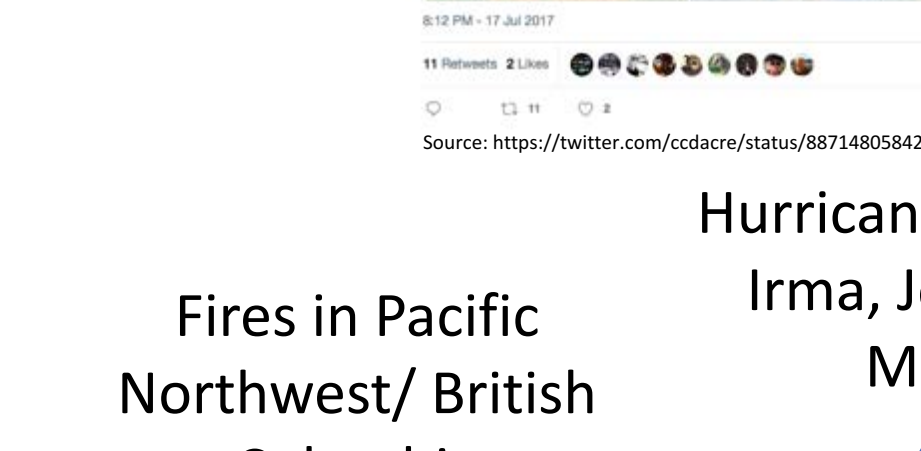 8:12 PM - 17 Jul 2017
11 Retweets 2 Likes
11 2
Source: https://twitter.com/ccdacre/status/88714805842
Hurrican
Irma, J
M
Fires in Pacific
Northwest/ British